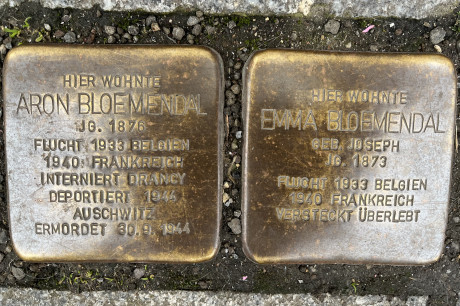 HIER WOHNTE
ARON BLOEMENDAL
JG. 1876
FLUCHT 1933 BELGIEN
1940 FRANKREICH
INTERNIERT DRANCY
DEPORTIERT 1944
AUSCHWITZ
ERMORDET 30.9.1944
HIER WOHNTE
EMMA BLOEMENDAL
GEB. JOSEPH
JG. 1873
FLUCHT 1933 BELGIEN
1940 FRANKREICH
VERSTECKT ÜBERLEBT